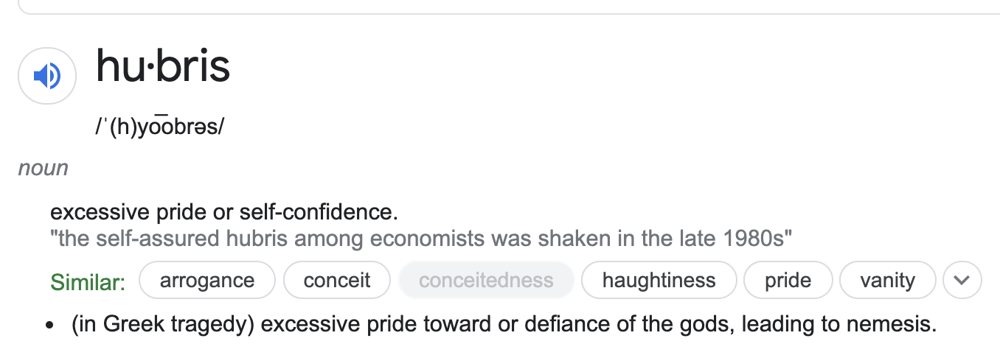 hu·bris
/ˈ(h)yo͞obrəs/
noun
excessive pride or self-confidence.
"the self-assured hubris among economists was shaken in the late 1980s"
Similar: arrogance conceit conceitedness haughtiness pride vanity
• (in Greek tragedy) excessive pride toward or defiance of the gods, leading to nemesis.